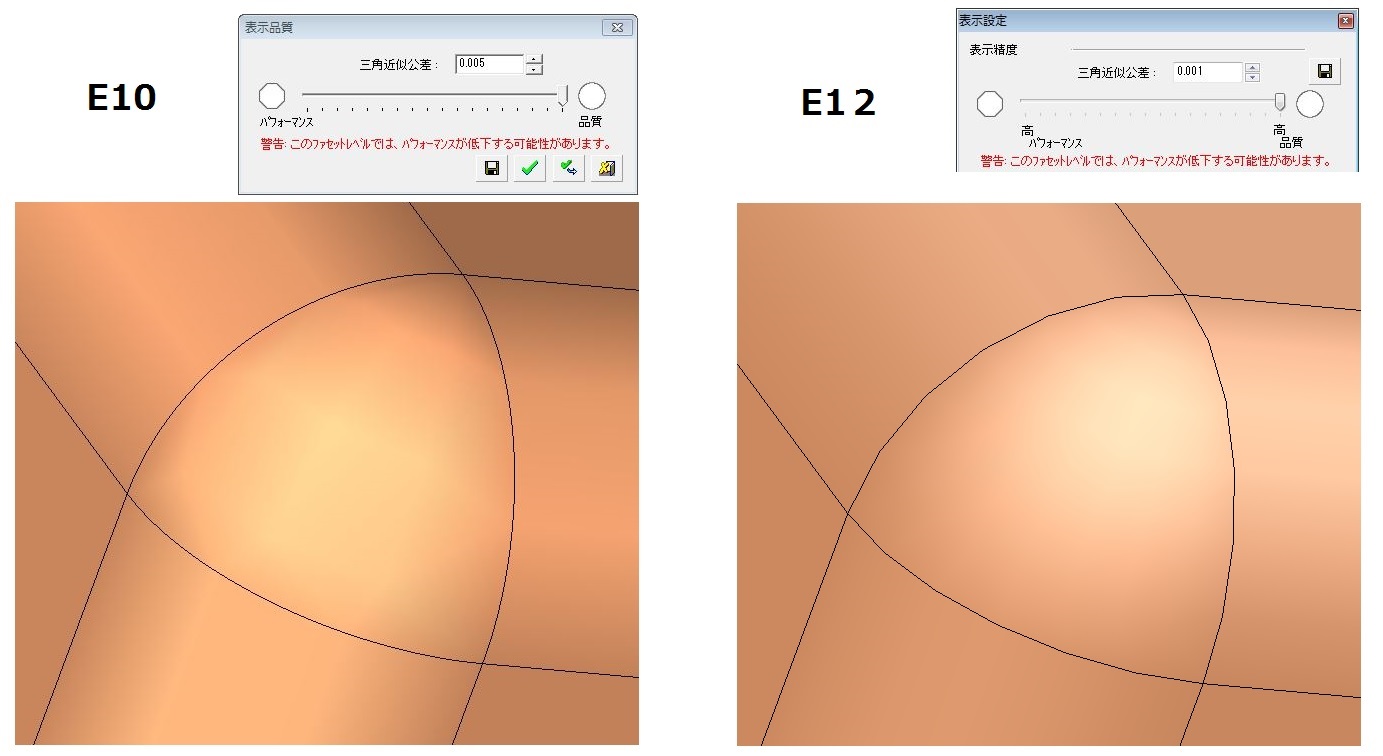 E10
表示品質
三角近似公差 :
0.005
パフォーマンス
品質
警告: このファセットレベルでは、パフォーマンスが低下する可能性があります。
E12
表示設定
表示精度
三角近似公差 :
0.001
高
パフォーマンス
高
品質
警告: このファセットレベルでは、パフォーマンスが低下する可能性があります。